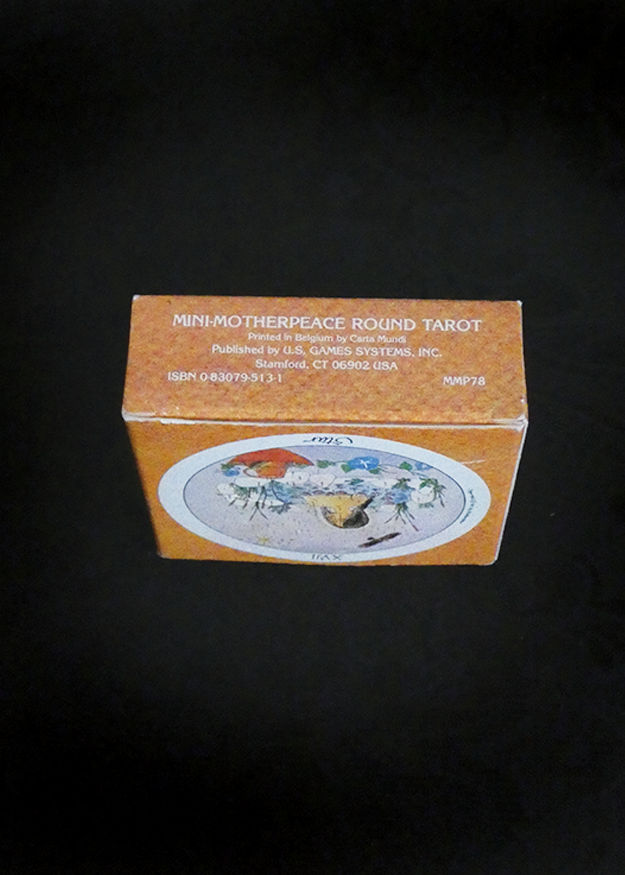 MINI-MOTHERPEACE ROUND TAROT
Printed in Belgium by Carta Mundi
Published by U.S. GAMES SYSTEMS, INC.
Stamford, CT 06902 USA
ISBN 0-83079-513-1
MMP78
Star
XVII